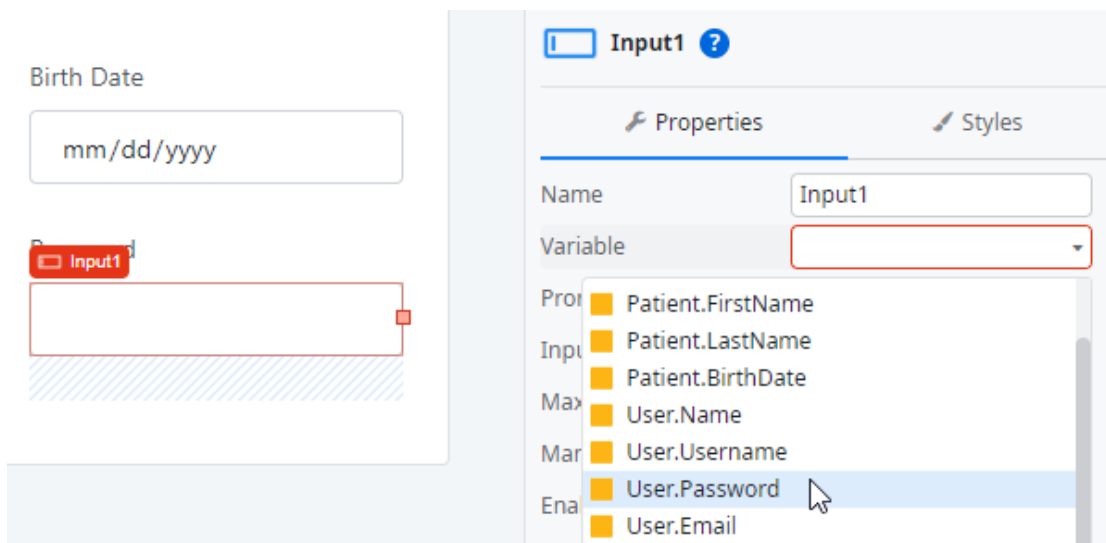 Birth Date
mm/dd/yyyy
Input1
Input1 ?
Properties
Styles
Name
Input1
Variable
Patient.FirstName
Patient.LastName
Patient.BirthDate
User.Name
User.Username
User.Password
User.Email